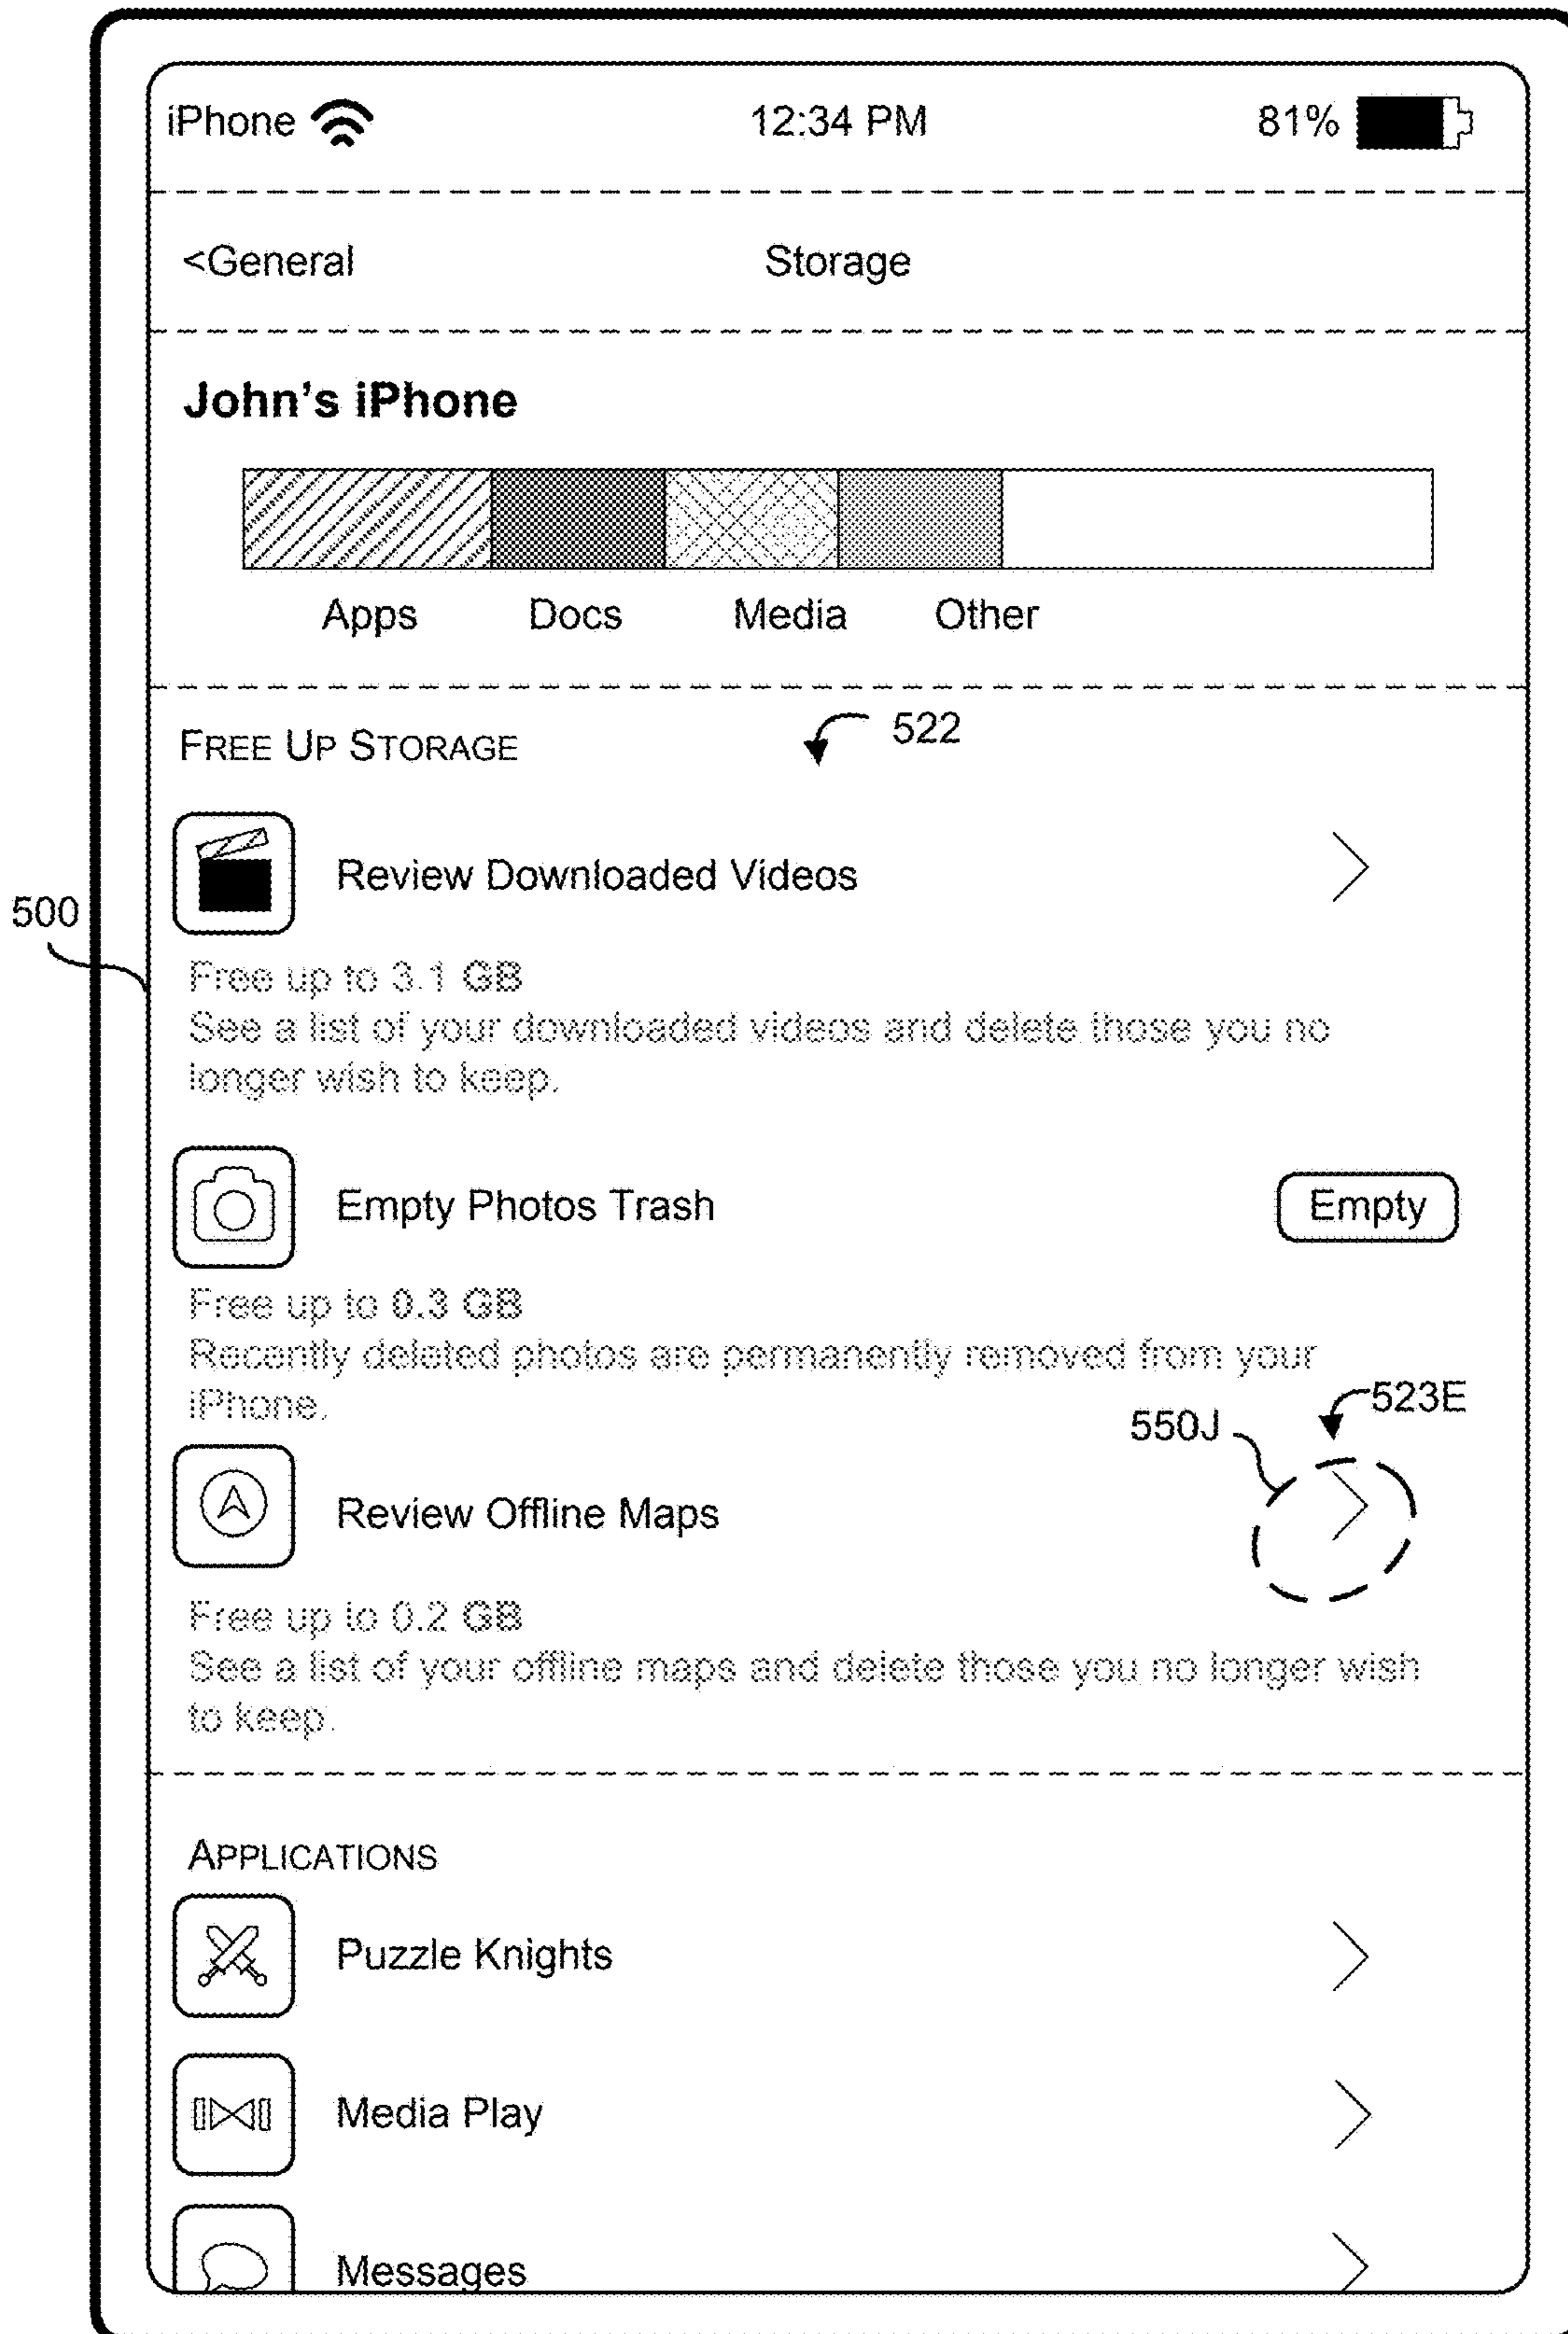 iPhone 12:34 PM 81%
<General Storage
John's iPhone
Apps Docs Media Other
FREE UP STORAGE 522
Review Downloaded Videos
500
Free up to 3.1 GB
See a list of your downloaded videos and delete those you no
longer wish to keep.
Empty Photos Trash Empty
Free up to 0.3 GB
Recently deleted photos are permanently removed from your
iPhone.
550J 523E
Review Offline Maps
Free up to 0.2 GB
See a list of your offline maps and delete those you no longer wish
to keep.
APPLICATIONS
Puzzle Knights
Media Play
Messages